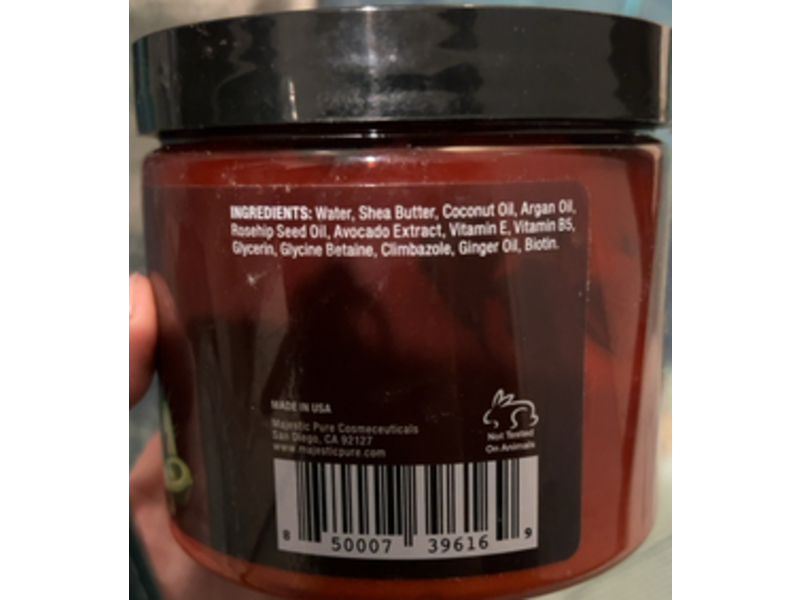 INGREDIENTS: Water, Shea Butter, Coconut Oil, Argan Oil,
Rosehip Seed Oil, Avocado Extract, Vitamin E, Vitamin B5,
Glycerin, Glycine Betaine, Climbazole, Ginger Oil, Biotin.
MADE IN USA
Majestic Pure Cosmeceuticals
San Diego, CA 92127
www.majesticpure.com
Not Tested
On Animals
8 50007 39616 9